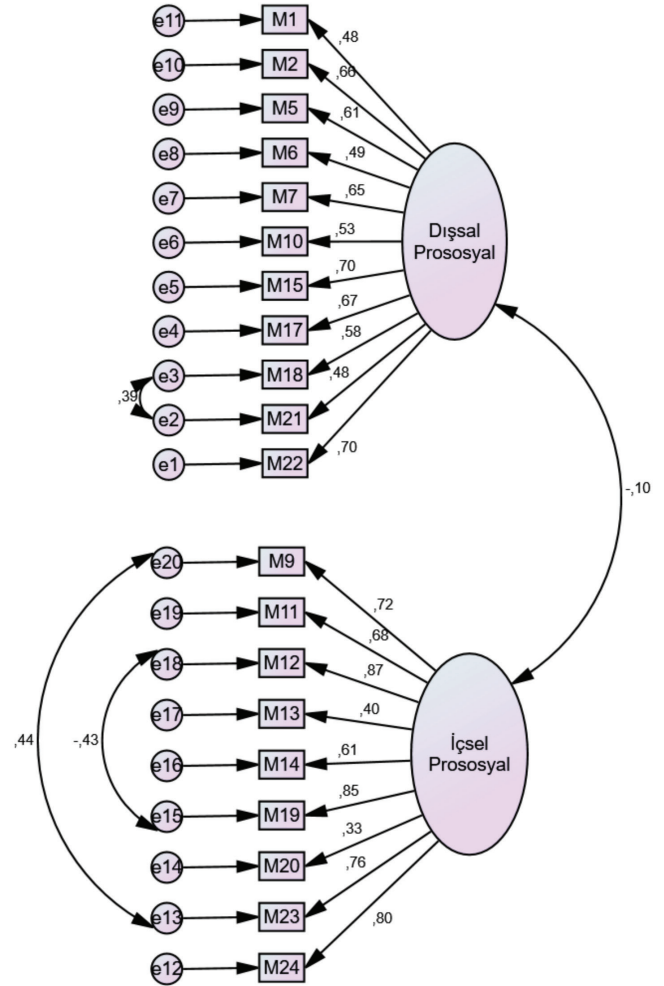 e11 M1 ,48
e10 M2 ,66
e9 M5 ,61
e8 M6 ,49
e7 M7 ,65
e6 M10 ,53
e5 M15 ,70
e4 M17 ,67
e3 M18 ,58
,39
e2 M21 ,48
e1 M22 ,70
Dışsal
Prososyal
-,10
e20 M9 ,72
e19 M11 ,68
e18 M12 ,87
e17 M13 ,40
e16 M14 ,61
e15 M19 ,85
e14 M20 ,33
e13 M23 ,76
e12 M24 ,80
,44
-,43
İçsel
Prososyal